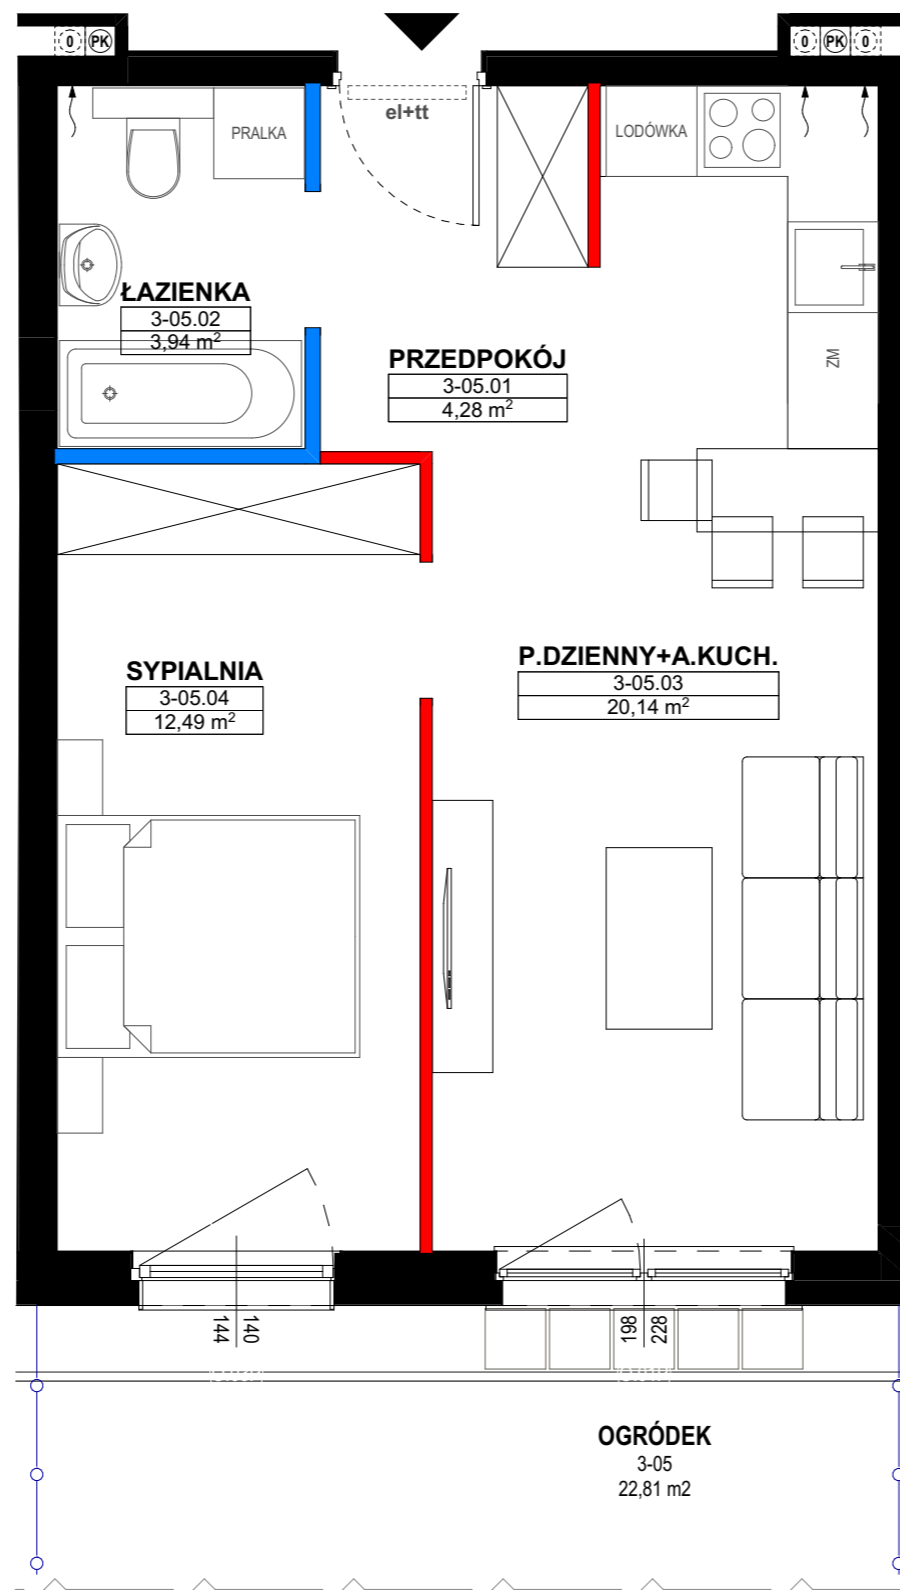 0 PK
0 PK 0
el+tt
PRALKA
LODÓWKA
ŁAZIENKA
3-05.02
3,94 m²
PRZEDPOKÓJ
3-05.01
4,28 m²
ZM
SYPIALNIA
3-05.04
12,49 m²
P.DZIENNY+A.KUCH.
3-05.03
20,14 m²
144
140
198
228
OGRÓDEK
3-05
22,81 m2